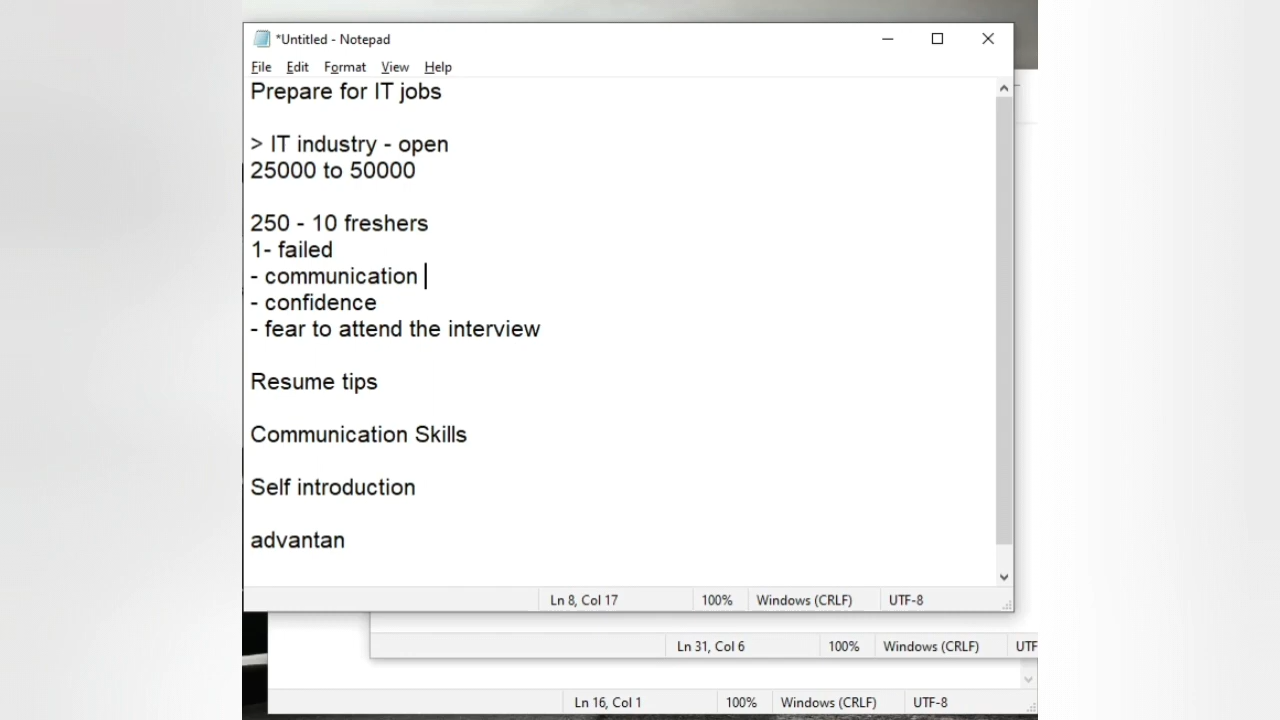 *Untitled - Notepad
File Edit Format View Help
Prepare for IT jobs
> IT industry - open
25000 to 50000
250 - 10 freshers
1- failed
- communication
- confidence
- fear to attend the interview
Resume tips
Communication Skills
Self introduction
advantan
Ln 8, Col 17 100% Windows (CRLF) UTF-8
Ln 31, Col 6 100% Windows (CRLF) UTF
Ln 16, Col 1 100% Windows (CRLF) UTF-8